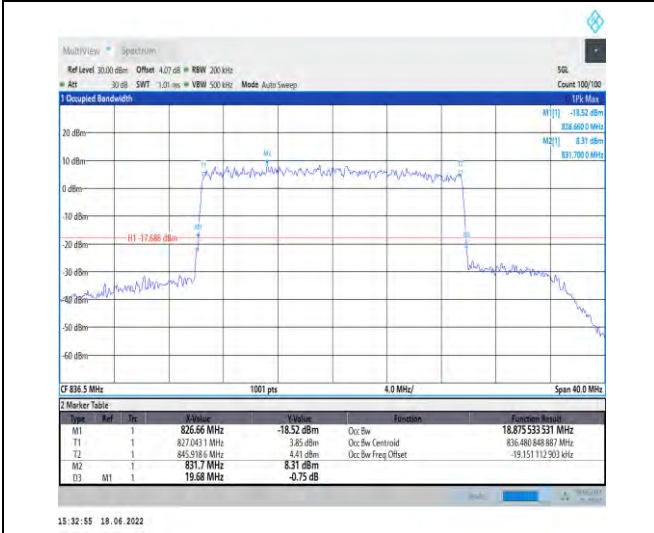 MultiView Spectrum
Ref Level 30.00 dBm Offset 4.07 dB RBW 200 kHz SGL
Att 30 dB SWT 1.01 ms VBW 500 kHz Mode Auto Sweep Count 100/100
1 Occupied Bandwidth 1Pk Max
M1[1] -18.52 dBm
826.660 0 MHz
M2[1] 8.31 dBm
831.700 0 MHz
20 dBm
10 dBm
0 dBm
-10 dBm
-20 dBm
-30 dBm
-40 dBm
-50 dBm
-60 dBm
M2
T1
T2
M1
H1 -17.688 dBm
CF 836.5 MHz 1001 pts 4.0 MHz/ Span 40.0 MHz
2 Marker Table
Type Ref Trc X-Value Y-Value Function Function Result
M1 1 826.66 MHz -18.52 dBm Occ Bw 18.875 533 531 MHz
T1 1 827.043 1 MHz 3.85 dBm Occ Bw Centroid 836.480 848 887 MHz
T2 1 845.918 6 MHz 4.41 dBm Occ Bw Freq Offset -19.151 112 903 kHz
M2 1 831.7 MHz 8.31 dBm
D3 M1 1 19.68 MHz -0.75 dB
15:32:55 18.06.2022